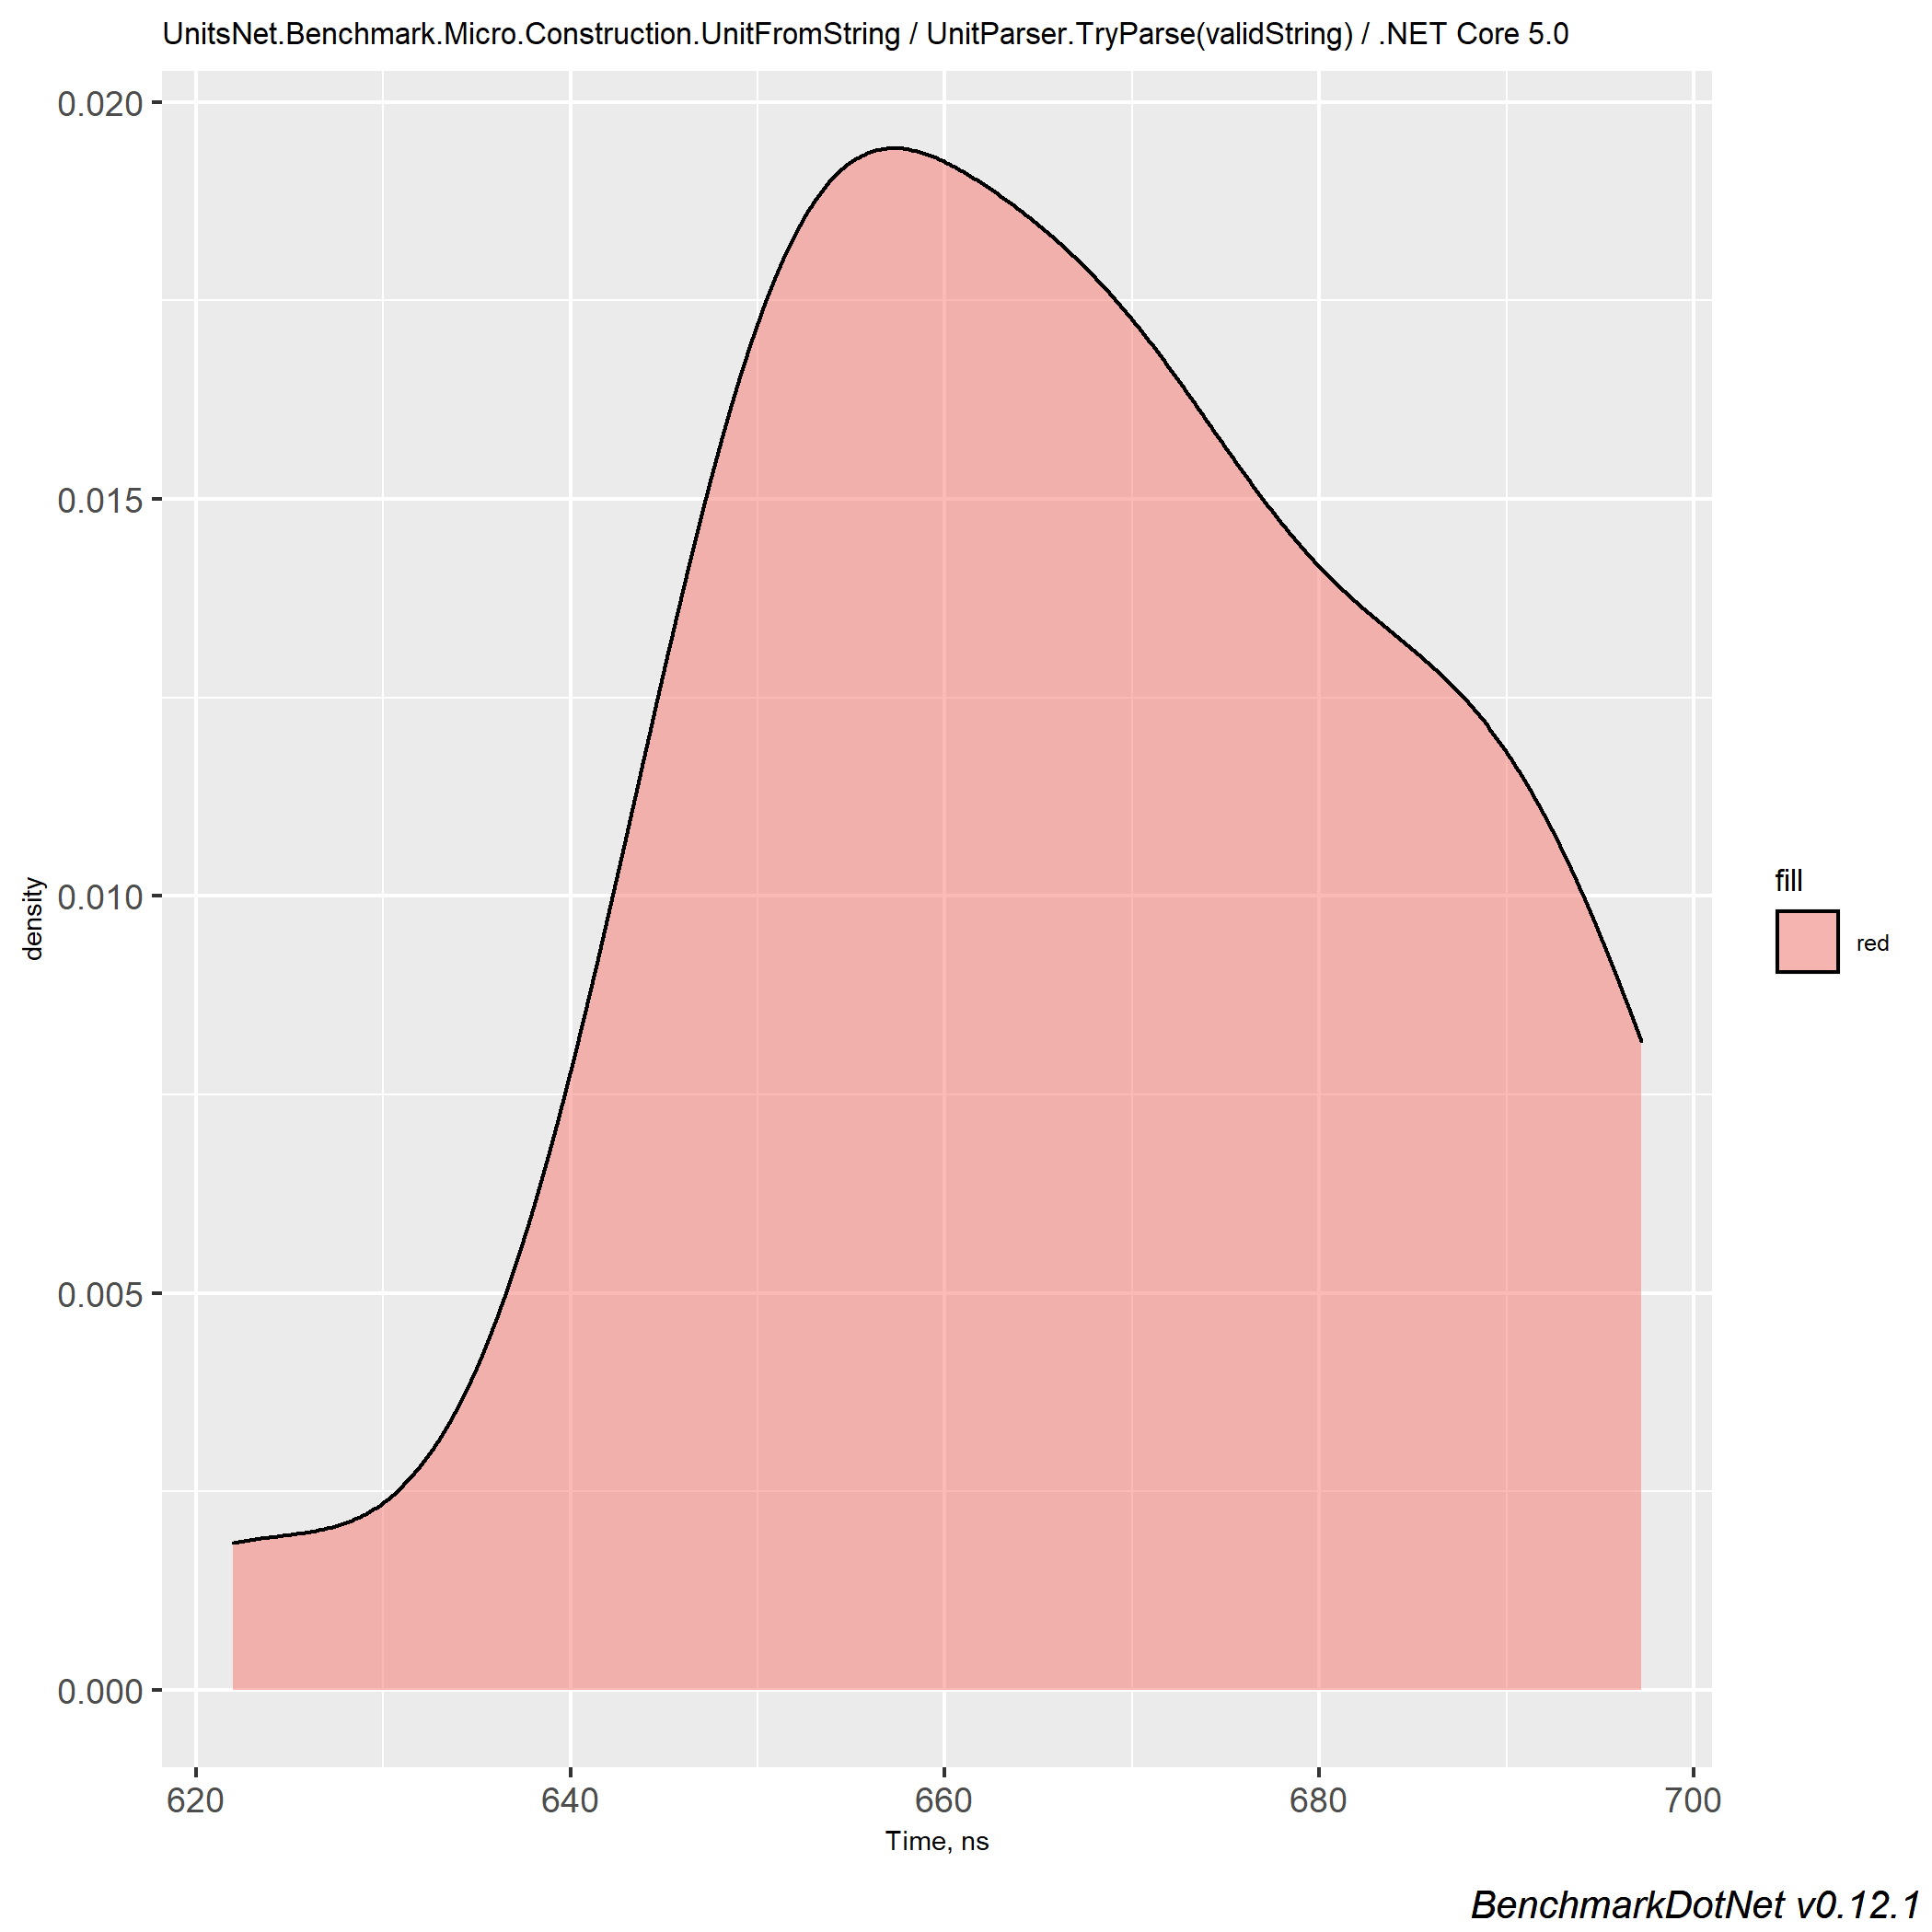 UnitsNet.Benchmark.Micro.Construction.UnitFromString / UnitParser.TryParse(validString) / .NET Core 5.0
0.020
0.015
0.010
0.005
0.000
density
620 640 660 680 700
Time, ns
fill
red
BenchmarkDotNet v0.12.1